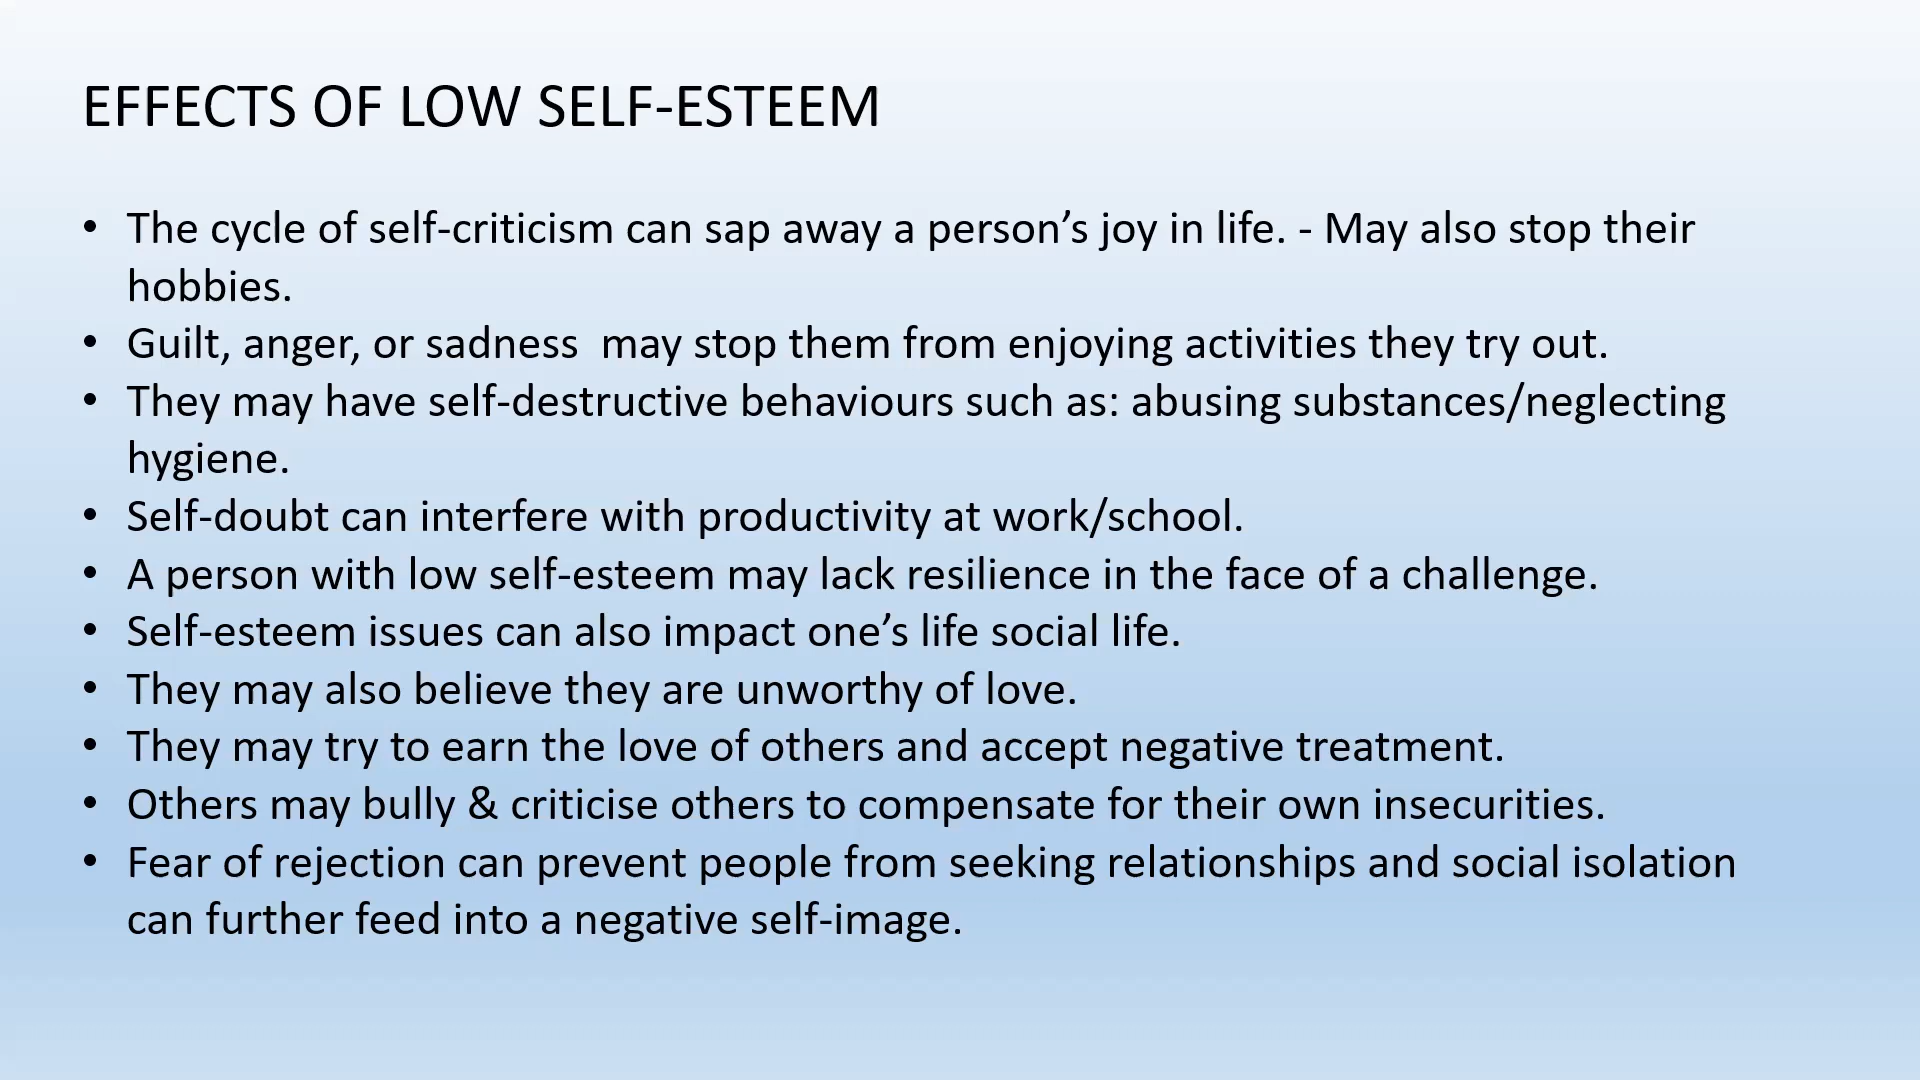 EFFECTS OF LOW SELF-ESTEEM
• The cycle of self-criticism can sap away a person’s joy in life. - May also stop their
hobbies.
• Guilt, anger, or sadness  may stop them from enjoying activities they try out.
• They may have self-destructive behaviours such as: abusing substances/neglecting
hygiene.
• Self-doubt can interfere with productivity at work/school.
• A person with low self-esteem may lack resilience in the face of a challenge.
• Self-esteem issues can also impact one’s life social life.
• They may also believe they are unworthy of love.
• They may try to earn the love of others and accept negative treatment.
• Others may bully & criticise others to compensate for their own insecurities.
• Fear of rejection can prevent people from seeking relationships and social isolation
can further feed into a negative self-image.